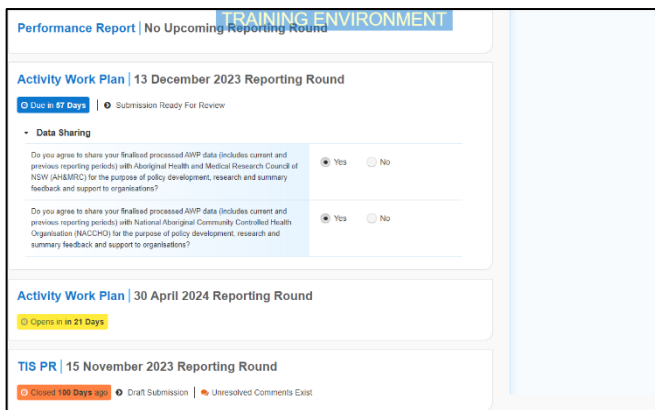 TRAINING ENVIRONMENT
Performance Report | No Upcoming Reporting Round
Activity Work Plan | 13 December 2023 Reporting Round
Due in 57 Days | Submission Ready For Review
Data Sharing
Do you agree to share your finalised processed AWP data (includes current and
previous reporting periods) with Aboriginal Health and Medical Research Council of
NSW (AH&MRC) for the purpose of policy development, research and summary
feedback and support to organisations?
Yes No
Do you agree to share your finalised processed AWP data (includes current and
previous reporting periods) with National Aboriginal Community Controlled Health
Organisation (NACCHO) for the purpose of policy development, research and
summary feedback and support to organisations?
Yes No
Activity Work Plan | 30 April 2024 Reporting Round
Opens in in 21 Days
TIS PR | 15 November 2023 Reporting Round
Closed 100 Days ago Draft Submission | Unresolved Comments Exist